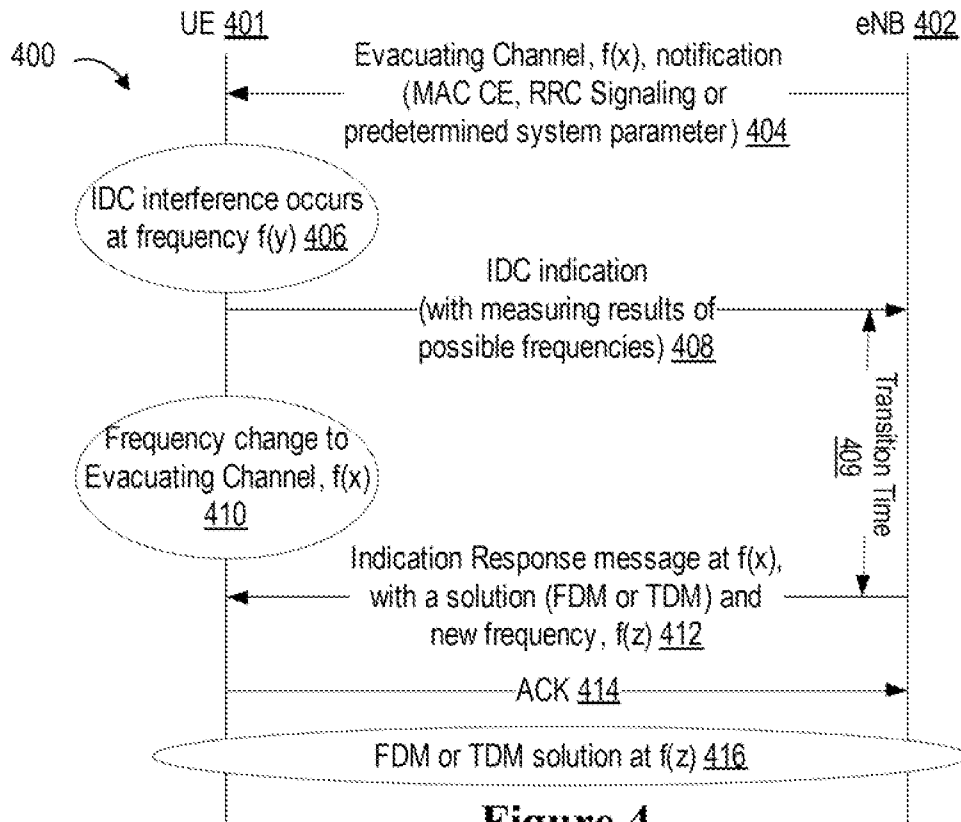 UE 401
eNB 402
400
Evacuating Channel, f(x), notification
(MAC CE, RRC Signaling or
predetermined system parameter) 404
IDC interference occurs
at frequency f(y) 406
IDC indication
(with measuring results of
possible frequencies) 408
Transition Time
409
Frequency change to
Evacuating Channel, f(x)
410
Indication Response message at f(x),
with a solution (FDM or TDM) and
new frequency, f(z) 412
ACK 414
FDM or TDM solution at f(z) 416
Figure 4